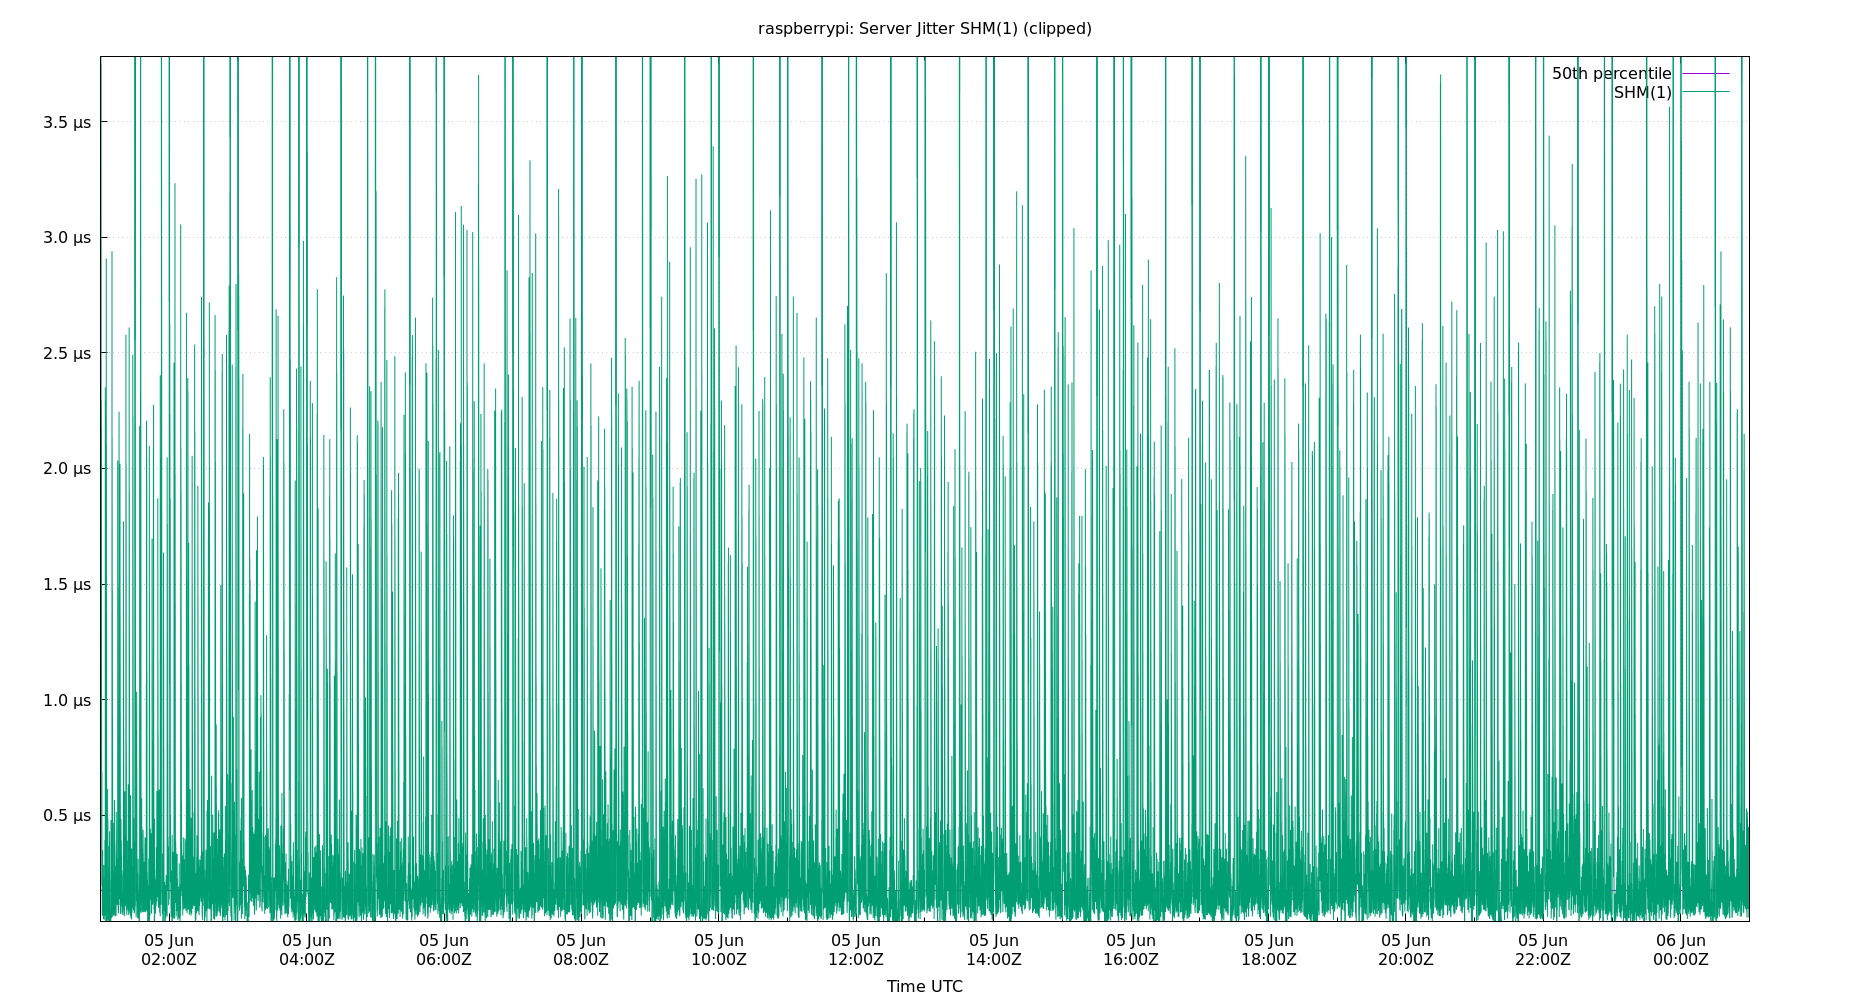 raspberrypi: Server Jitter SHM(1) (clipped)
50th percentile
SHM(1)
3.5 µs
3.0 µs
2.5 µs
2.0 µs
1.5 µs
1.0 µs
0.5 µs
05 Jun 05 Jun 05 Jun 05 Jun 05 Jun 05 Jun 05 Jun 05 Jun 05 Jun 05 Jun 05 Jun 06 Jun
02:00Z 04:00Z 06:00Z 08:00Z 10:00Z 12:00Z 14:00Z 16:00Z 18:00Z 20:00Z 22:00Z 00:00Z
Time UTC